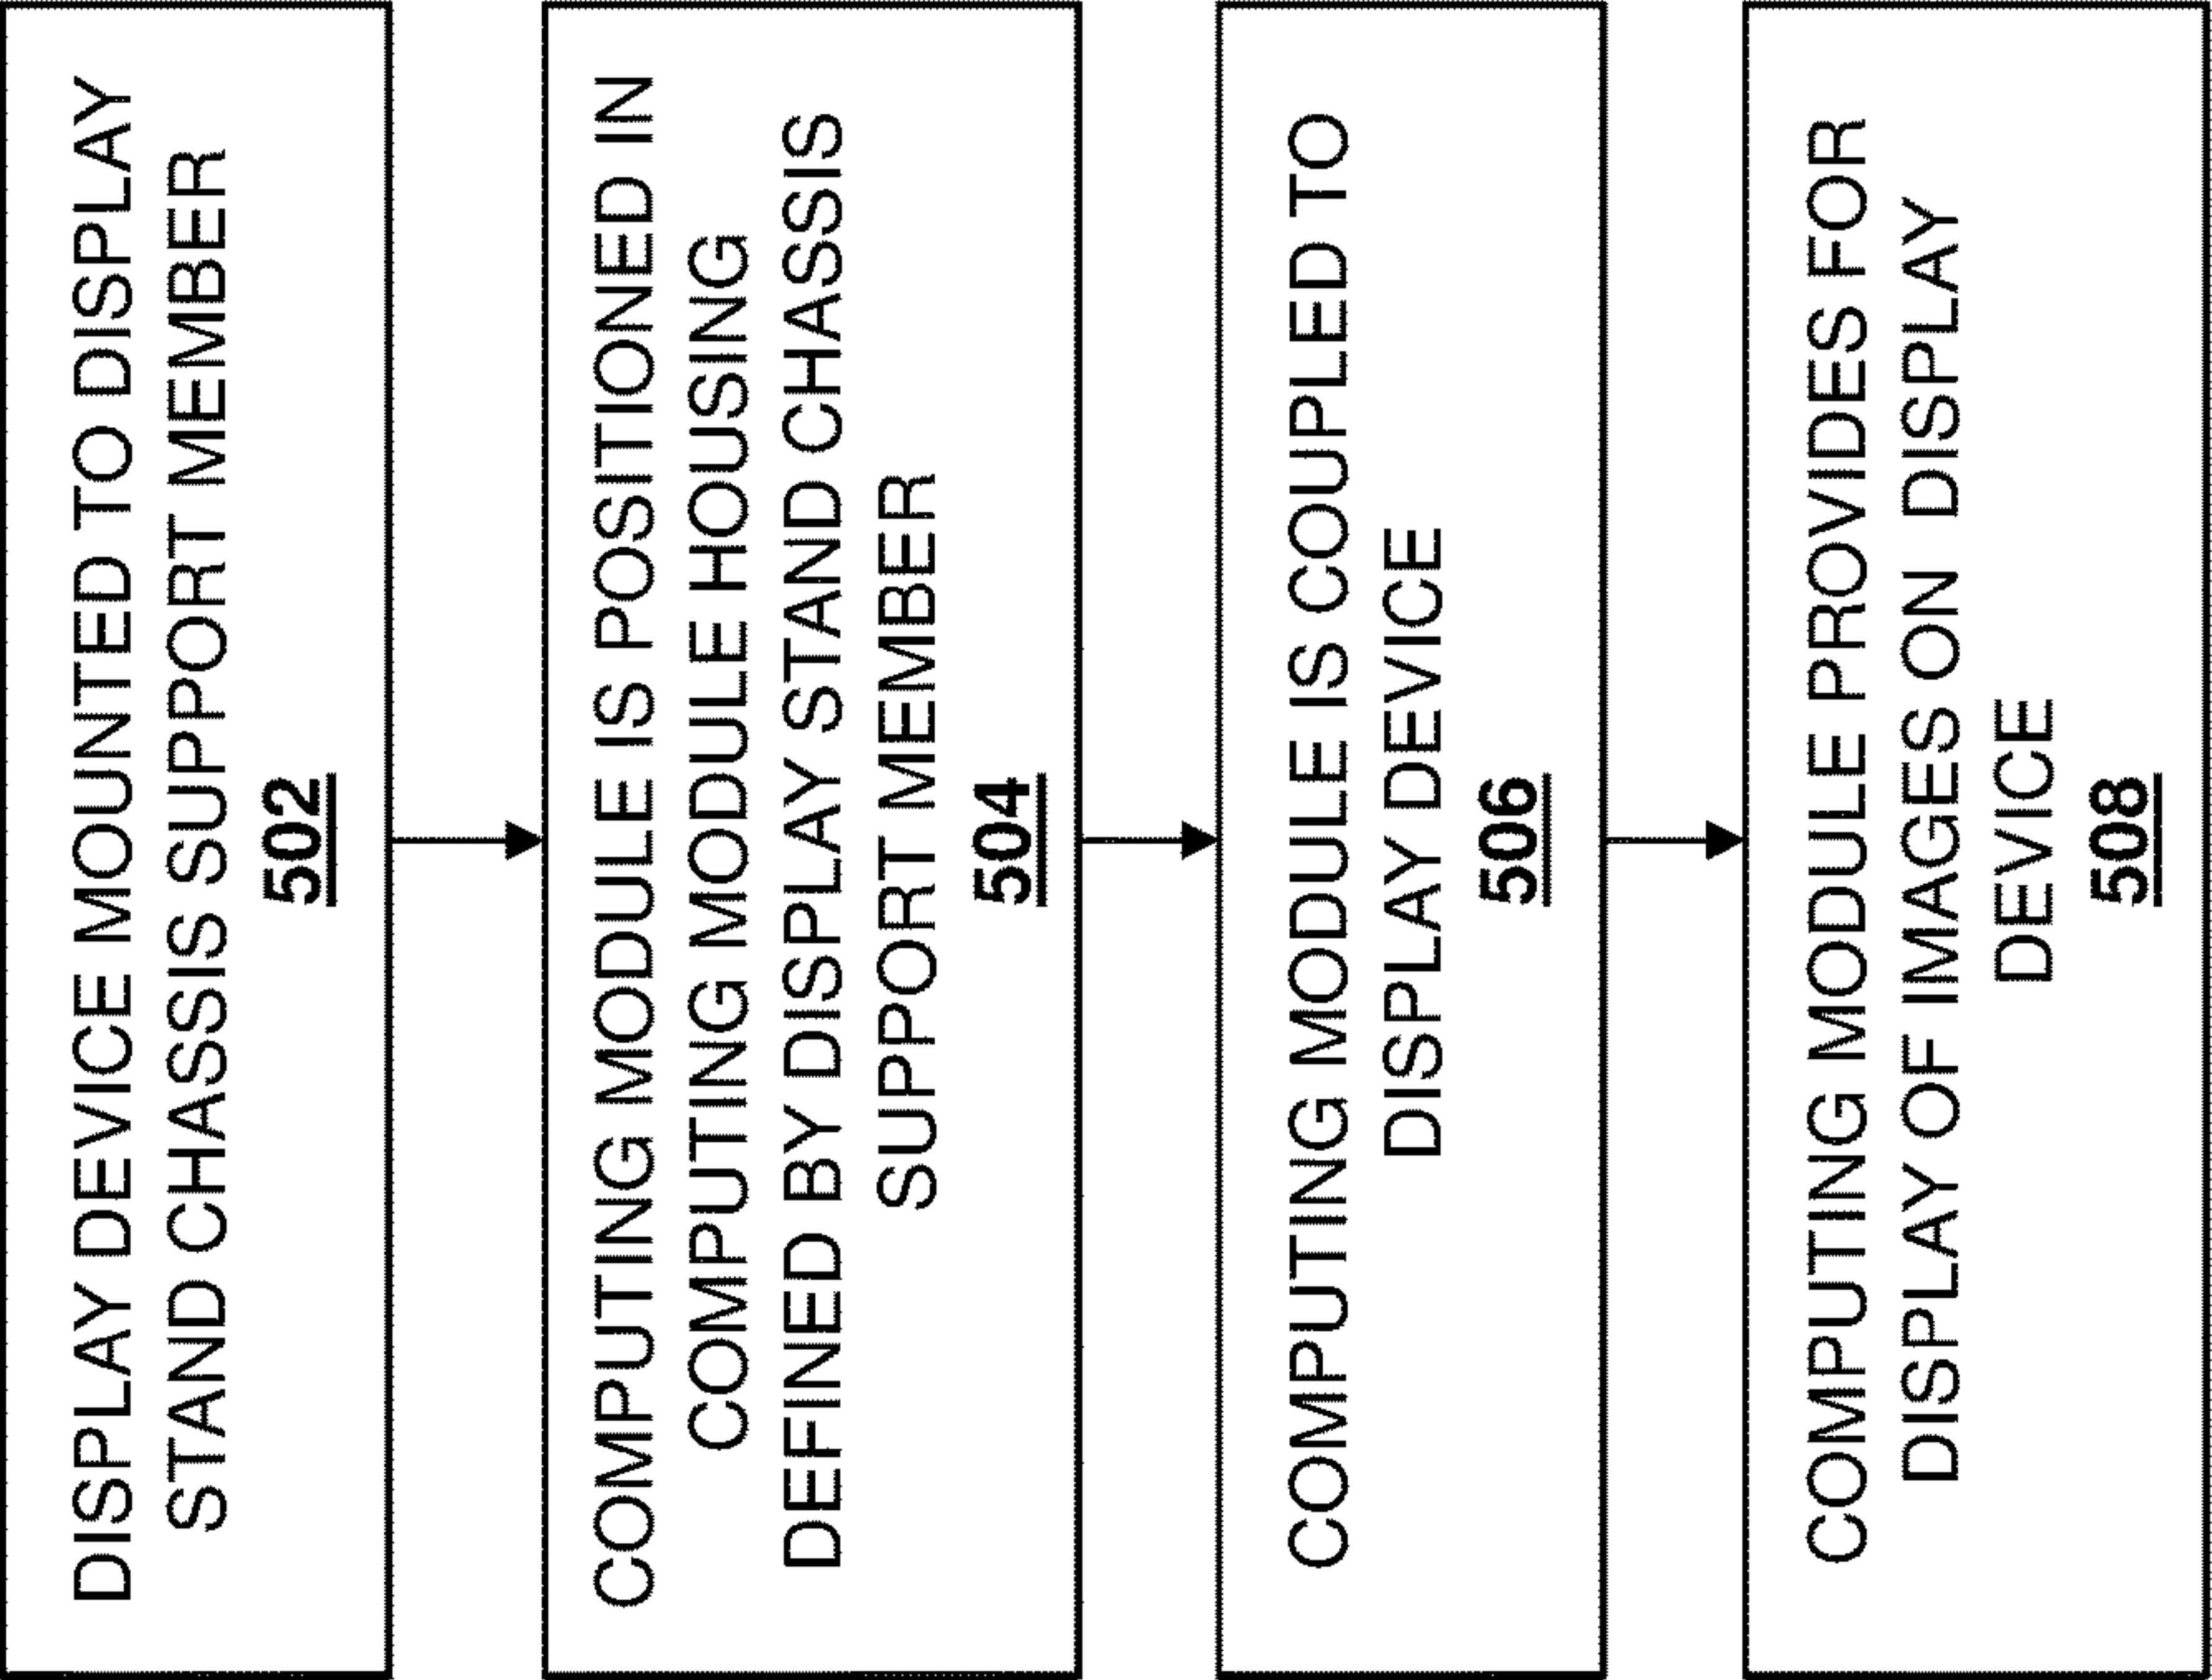 DISPLAY DEVICE MOUNTED TO DISPLAY
STAND CHASSIS SUPPORT MEMBER
502
COMPUTING MODULE IS POSITIONED IN
COMPUTING MODULE HOUSING
DEFINED BY DISPLAY STAND CHASSIS
SUPPORT MEMBER
504
COMPUTING MODULE IS COUPLED TO
DISPLAY DEVICE
506
COMPUTING MODULE PROVIDES FOR
DISPLAY OF IMAGES ON DISPLAY
DEVICE
508